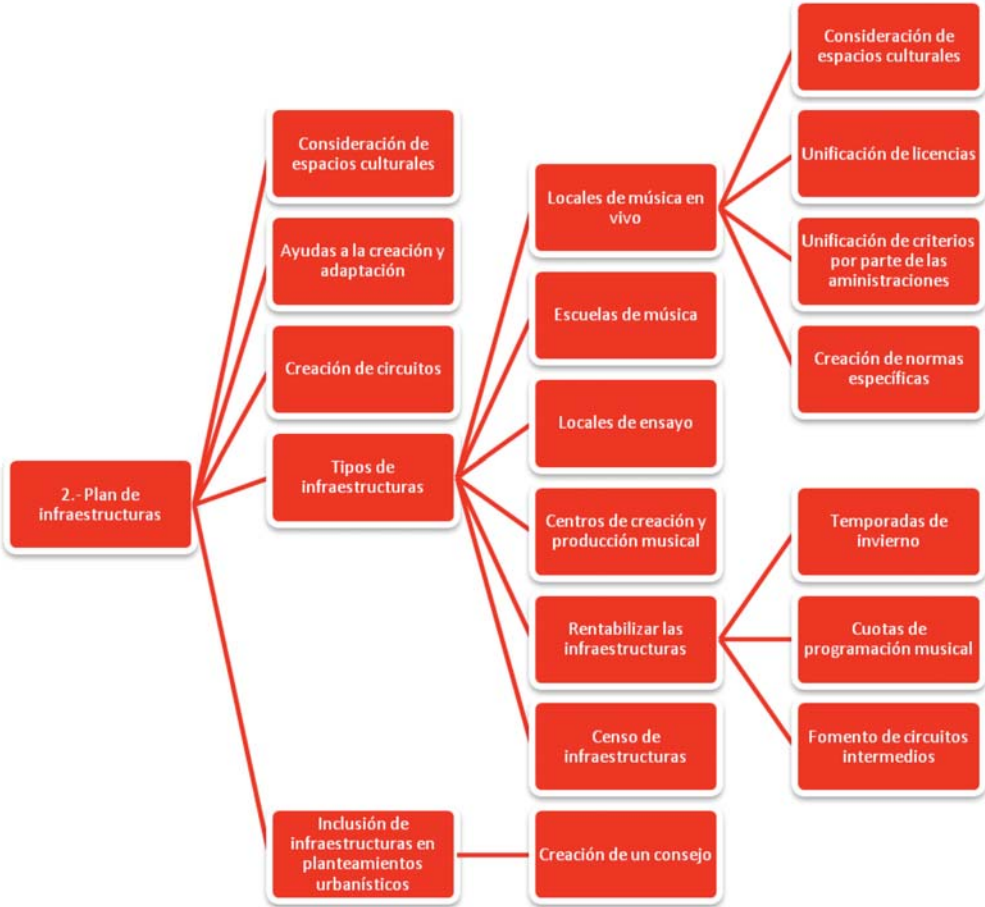 2.- Plan de
infraestructuras
Consideración de
espacios culturales
Ayudas a la creación y
adaptación
Creación de circuitos
Tipos de
infraestructuras
Locales de música en
vivo
Consideración de
espacios culturales
Unificación de licencias
Unificación de criterios
por parte de las
aministraciones
Creación de normas
específicas
Escuelas de música
Locales de ensayo
Centros de creación y
producción musical
Rentabilizar las
infraestructuras
Temporadas de
invierno
Cuotas de
programación musical
Fomento de circuitos
intermedios
Censo de
infraestructuras
Inclusión de
infraestructuras en
planteamientos
urbanísticos
Creación de un consejo